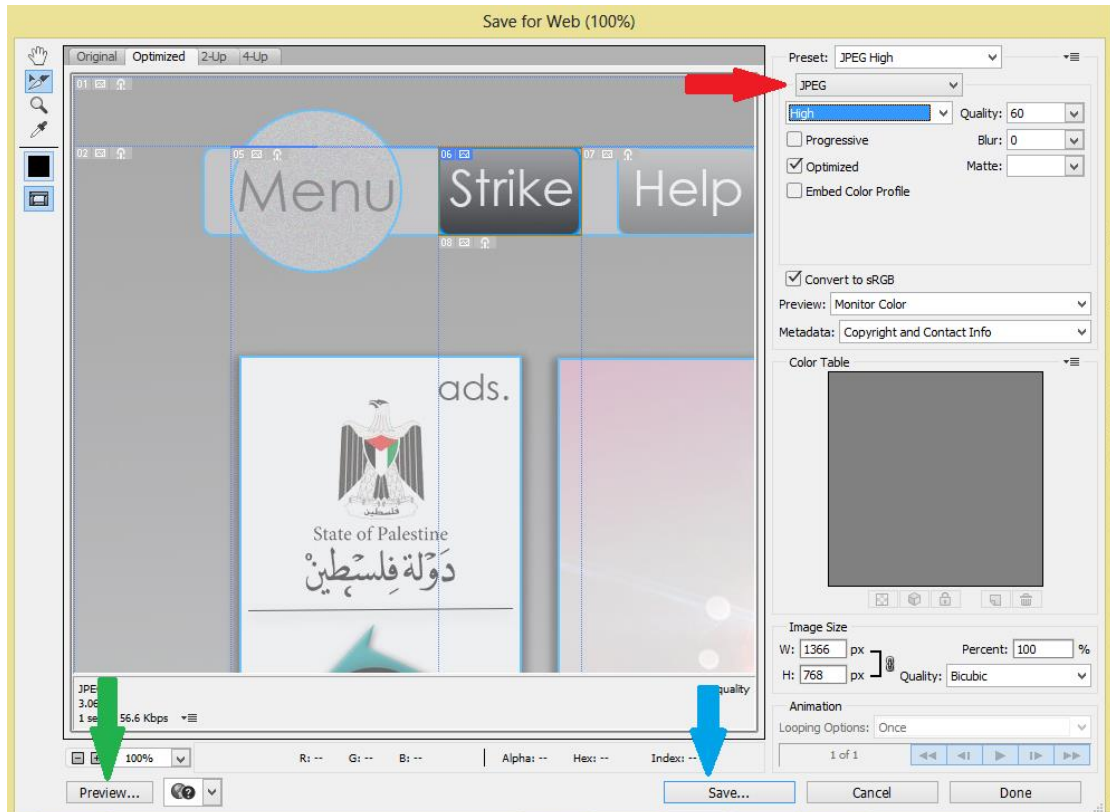 Save for Web (100%)
Original Optimized 2-Up 4-Up
Preset: JPEG High
JPEG
High Quality: 60
Progressive Blur: 0
Optimized Matte:
Embed Color Profile
Convert to sRGB
Preview: Monitor Color
Metadata: Copyright and Contact Info
Color Table
01
02 05 06 07
Menu Strike Help
08
ads.
فلسطين
State of Palestine
دَوْلَة فِلَسْطِينْ
Image Size
W: 1366 px Percent: 100 %
H: 768 px Quality: Bicubic
Animation
Looping Options: Once
1 of 1
quality
3.06
56.6 Kbps
100% R: -- G: -- B: -- Alpha: -- Hex: -- Index: --
Preview... Save... Cancel Done